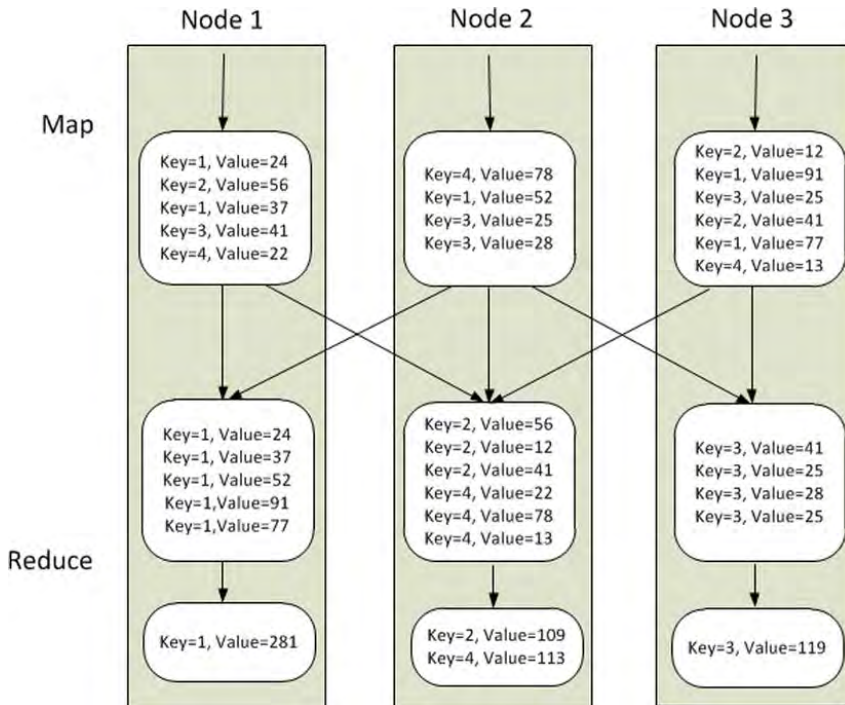 Node 1
Node 2
Node 3
Map
Key=1, Value=24
Key=2, Value=56
Key=1, Value=37
Key=3, Value=41
Key=4, Value=22
Key=4, Value=78
Key=1, Value=52
Key=3, Value=25
Key=3, Value=28
Key=2, Value=12
Key=1, Value=91
Key=3, Value=25
Key=2, Value=41
Key=1, Value=77
Key=4, Value=13
Key=1, Value=24
Key=1, Value=37
Key=1, Value=52
Key=1,Value=91
Key=1,Value=77
Key=2, Value=56
Key=2, Value=12
Key=2, Value=41
Key=4, Value=22
Key=4, Value=78
Key=4, Value=13
Key=3, Value=41
Key=3, Value=25
Key=3, Value=28
Key=3, Value=25
Reduce
Key=1, Value=281
Key=2, Value=109
Key=4, Value=113
Key=3, Value=119